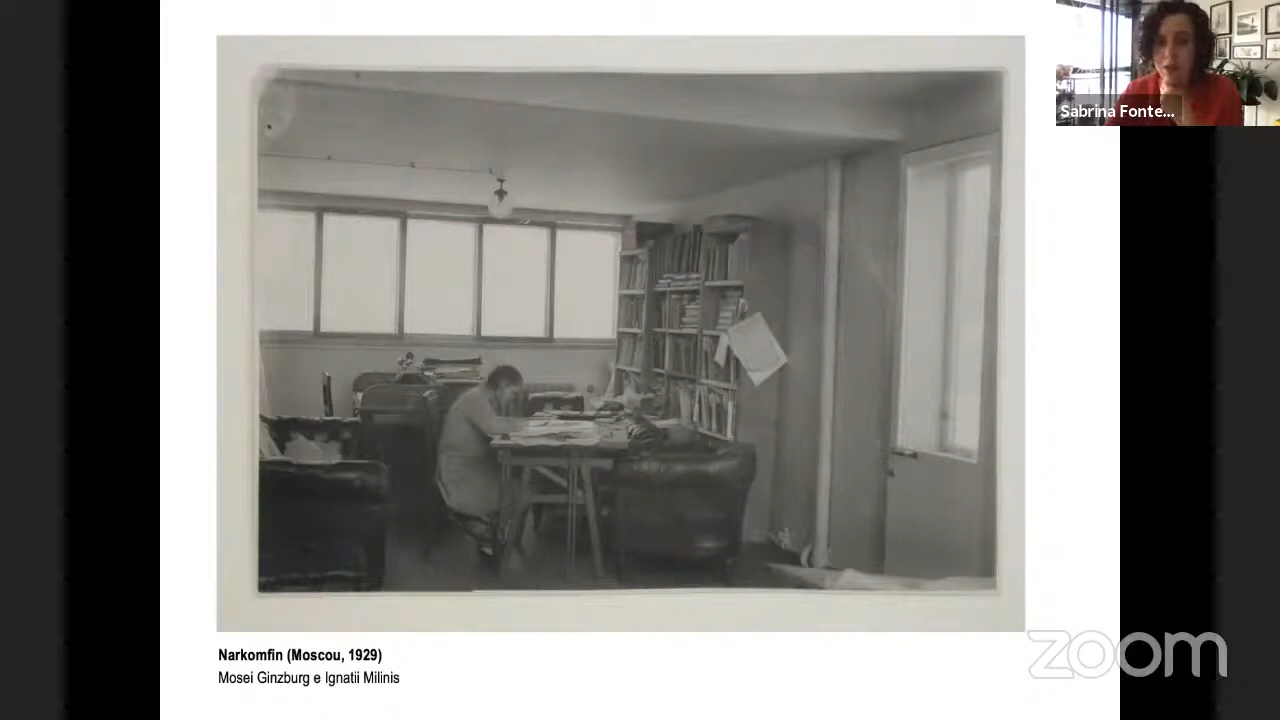 Sabrina Fonte...
Narkomfin (Moscou, 1929)
Mosei Ginzburg e Ignatii Milinis
zoom